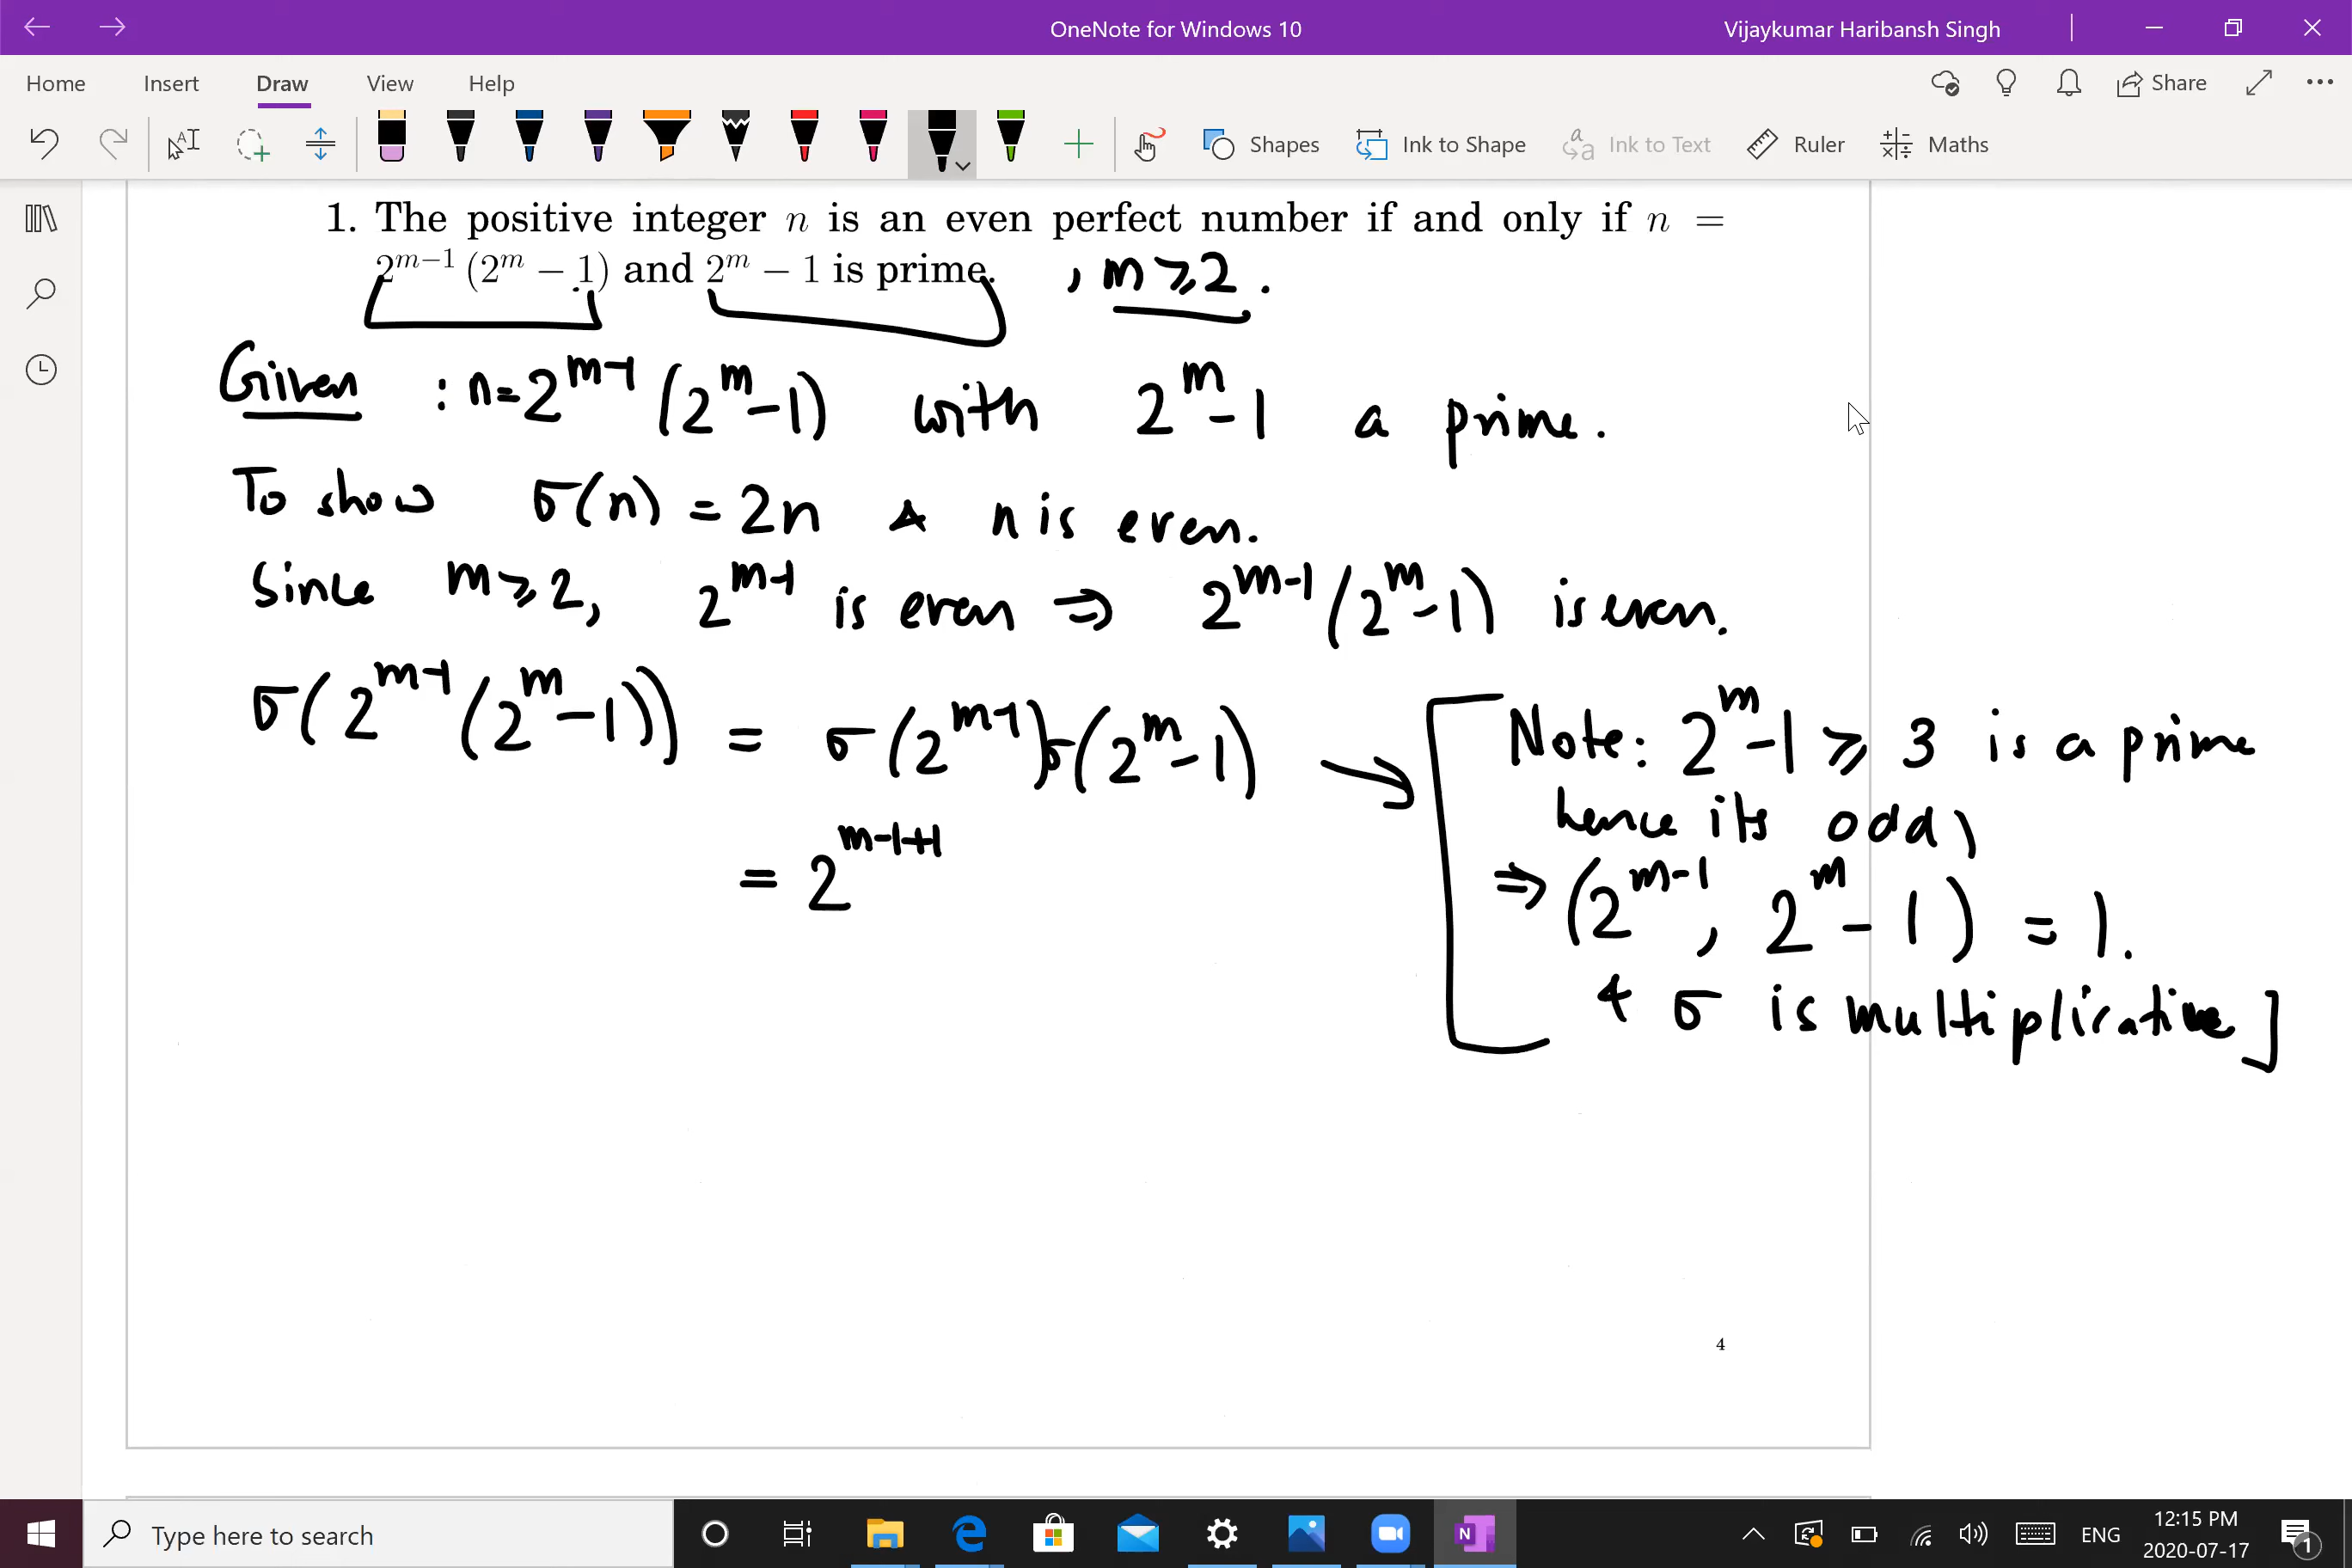 OneNote for Windows 10
Vijaykumar Haribansh Singh
Home Insert Draw View Help
Share
Shapes Ink to Shape Ink to Text Ruler Maths
1. The positive integer n is an even perfect number if and only if n =
2^{m−1} (2^m − 1) and 2^m − 1 is prime. , m ≥ 2.
Given : n = 2^{m-1} (2^m - 1) with 2^m - 1 a prime.
To show σ(n) = 2n & n is even.
Since m ≥ 2, 2^{m-1} is even ⇒ 2^{m-1} (2^m - 1) is even.
σ(2^{m-1} (2^m - 1)) = σ(2^{m-1}) σ(2^m - 1) →
= 2^{m-1+1}
[Note: 2^m - 1 ≥ 3 is a prime
hence its odd,
⇒ (2^{m-1}, 2^m - 1) = 1.
& σ is multiplicative]
4
Type here to search
ENG
12:15 PM
2020-07-17
1